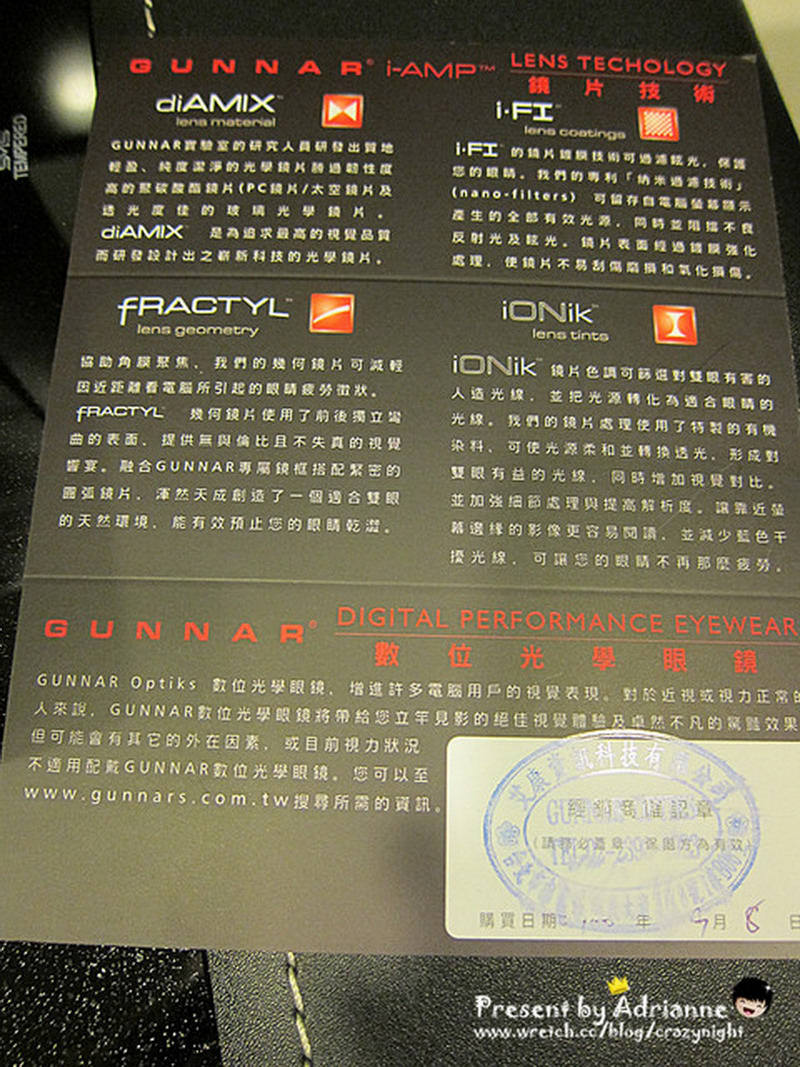 SMS
TEMPERED
GUNNAR® i-AMP™ LENS TECHOLOGY
鏡片技術
diAMIX™
lens material
GUNNAR實驗室的研究人員研發出質地
輕盈、純度潔淨的光學鏡片勝過韌性度
高的聚碳酸酯鏡片(PC鏡片/太空鏡片及
透光度佳的玻璃光學鏡片。
diAMIX™ 是為追求最高的視覺品質
而研發設計出之嶄新科技的光學鏡片。
i·FI™
lens coatings
i·FI™ 的鏡片鍍膜技術可過濾眩光，保護
您的眼睛。我們的專利「納米過濾技術」
(nano-filters) 可留存自電腦螢幕顯示
產生的全部有效光源，同時並阻擋不良
反射光及眩光。鏡片表面經過鍍膜強化
處理，使鏡片不易刮傷磨損和氧化損傷。
fRACTYL™
lens geometry
協助角膜聚焦、我們的幾何鏡片可減輕
因近距離看電腦所引起的眼睛疲勞徵狀。
fRACTYL™ 幾何鏡片使用了前後獨立彎
曲的表面、提供無與倫比且不失真的視覺
饗宴。融合GUNNAR專屬鏡框搭配緊密的
圓弧鏡片，渾然天成創造了一個適合雙眼
的天然環境，能有效預止您的眼睛乾澀。
iONik™
lens tints
iONik™ 鏡片色調可篩選對雙眼有害的
人造光線，並把光源轉化為適合眼睛的
光線。我們的鏡片處理使用了特製的有機
染料，可使光源柔和並轉換透光，形成對
雙眼有益的光線，同時增加視覺對比。
並加強細節處理與提高解析度。讓靠近螢
幕邊緣的影像更容易閱讀，並減少藍色干
擾光線，可讓您的眼睛不再那麼疲勞。
GUNNAR® DIGITAL PERFORMANCE EYEWEAR
數位光學眼鏡
GUNNAR Optiks 數位光學眼鏡、增進許多電腦用戶的視覺表現。對於近視或視力正常的
人來說，GUNNAR數位光學眼鏡將帶給您立竿見影的絕佳視覺體驗及卓然不凡的驚豔效果
但可能會有其它的外在因素，或目前視力狀況
不適用配戴GUNNAR數位光學眼鏡。您可以至
www.gunnars.com.tw搜尋所需的資訊。
資訊科技有限公司
經銷商確認章
(請務必蓋章，保固方為有效)
購買日期: 年 月 8 日
Present by Adrianne
www.wretch.cc/blog/crazynight